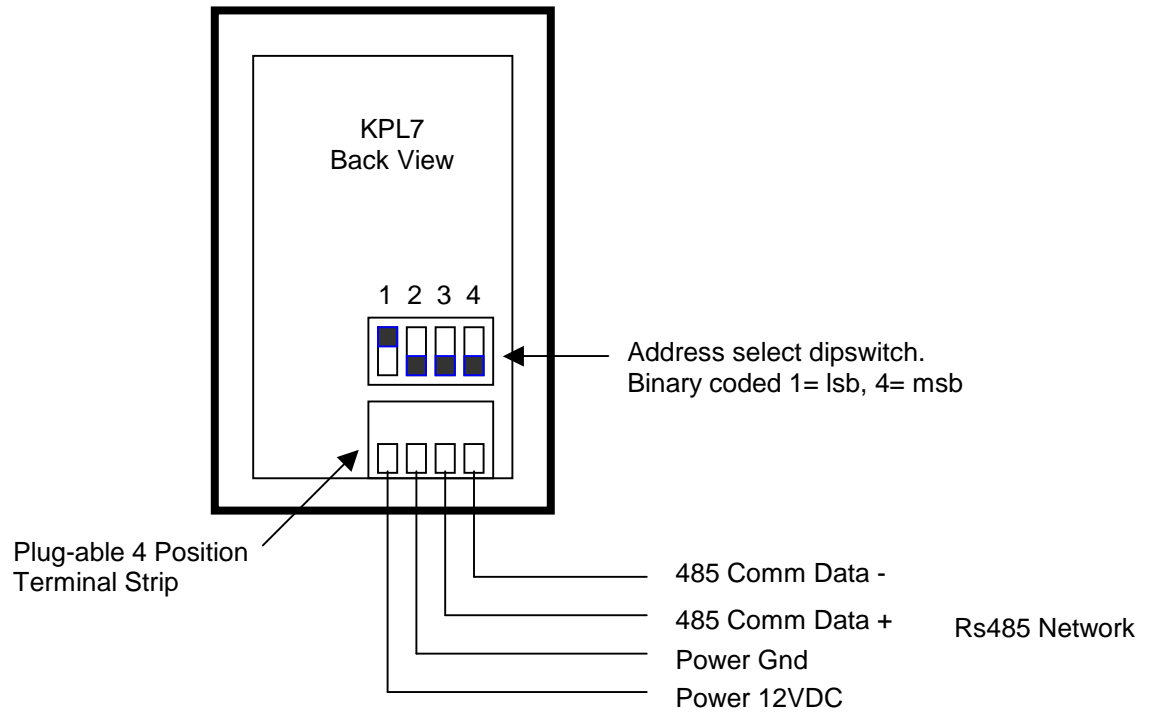 KPL7
Back View
1 2 3 4
Address select dipswitch.
Binary coded 1= lsb, 4= msb
Plug-able 4 Position
Terminal Strip
485 Comm Data -
485 Comm Data +
Rs485 Network
Power Gnd
Power 12VDC